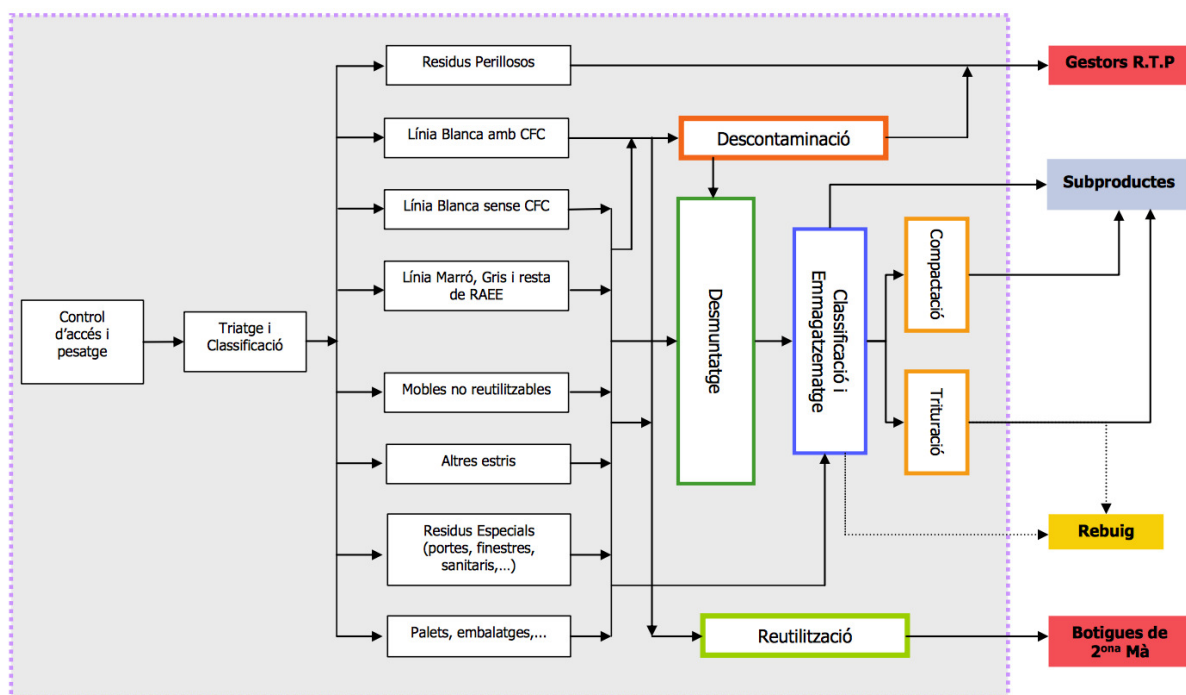 Control
d'accés i
pesatge
Triatge i
Classificació
Residus Perillosos
Línia Blanca amb CFC
Línia Blanca sense CFC
Línia Marró, Gris i resta
de RAEE
Mobles no reutilitzables
Altres estris
Residus Especials
(portes, finestres,
sanitaris,...)
Palets, embalatges,...
Descontaminació
Desmuntatge
Classificació i
Emmagatzematge
Compactació
Trituració
Reutilització
Gestors R.T.P
Subproductes
Rebuig
Botigues de
2ona Mà